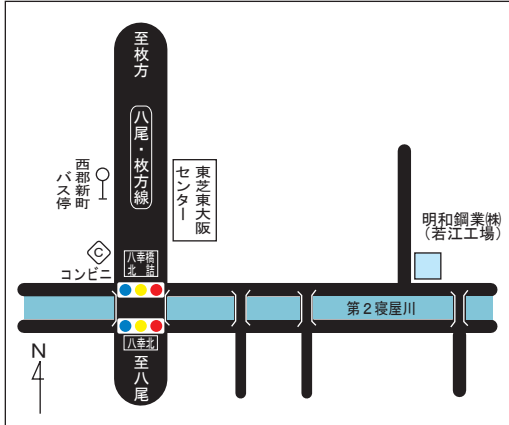 至枚方
八尾・枚方線
西郡新町
バス停
東芝東大阪
センター
C
コンビニ
八幸橋
北詰
明和鋼業㈱
（若江工場）
第２寝屋川
八幸北
至八尾
N